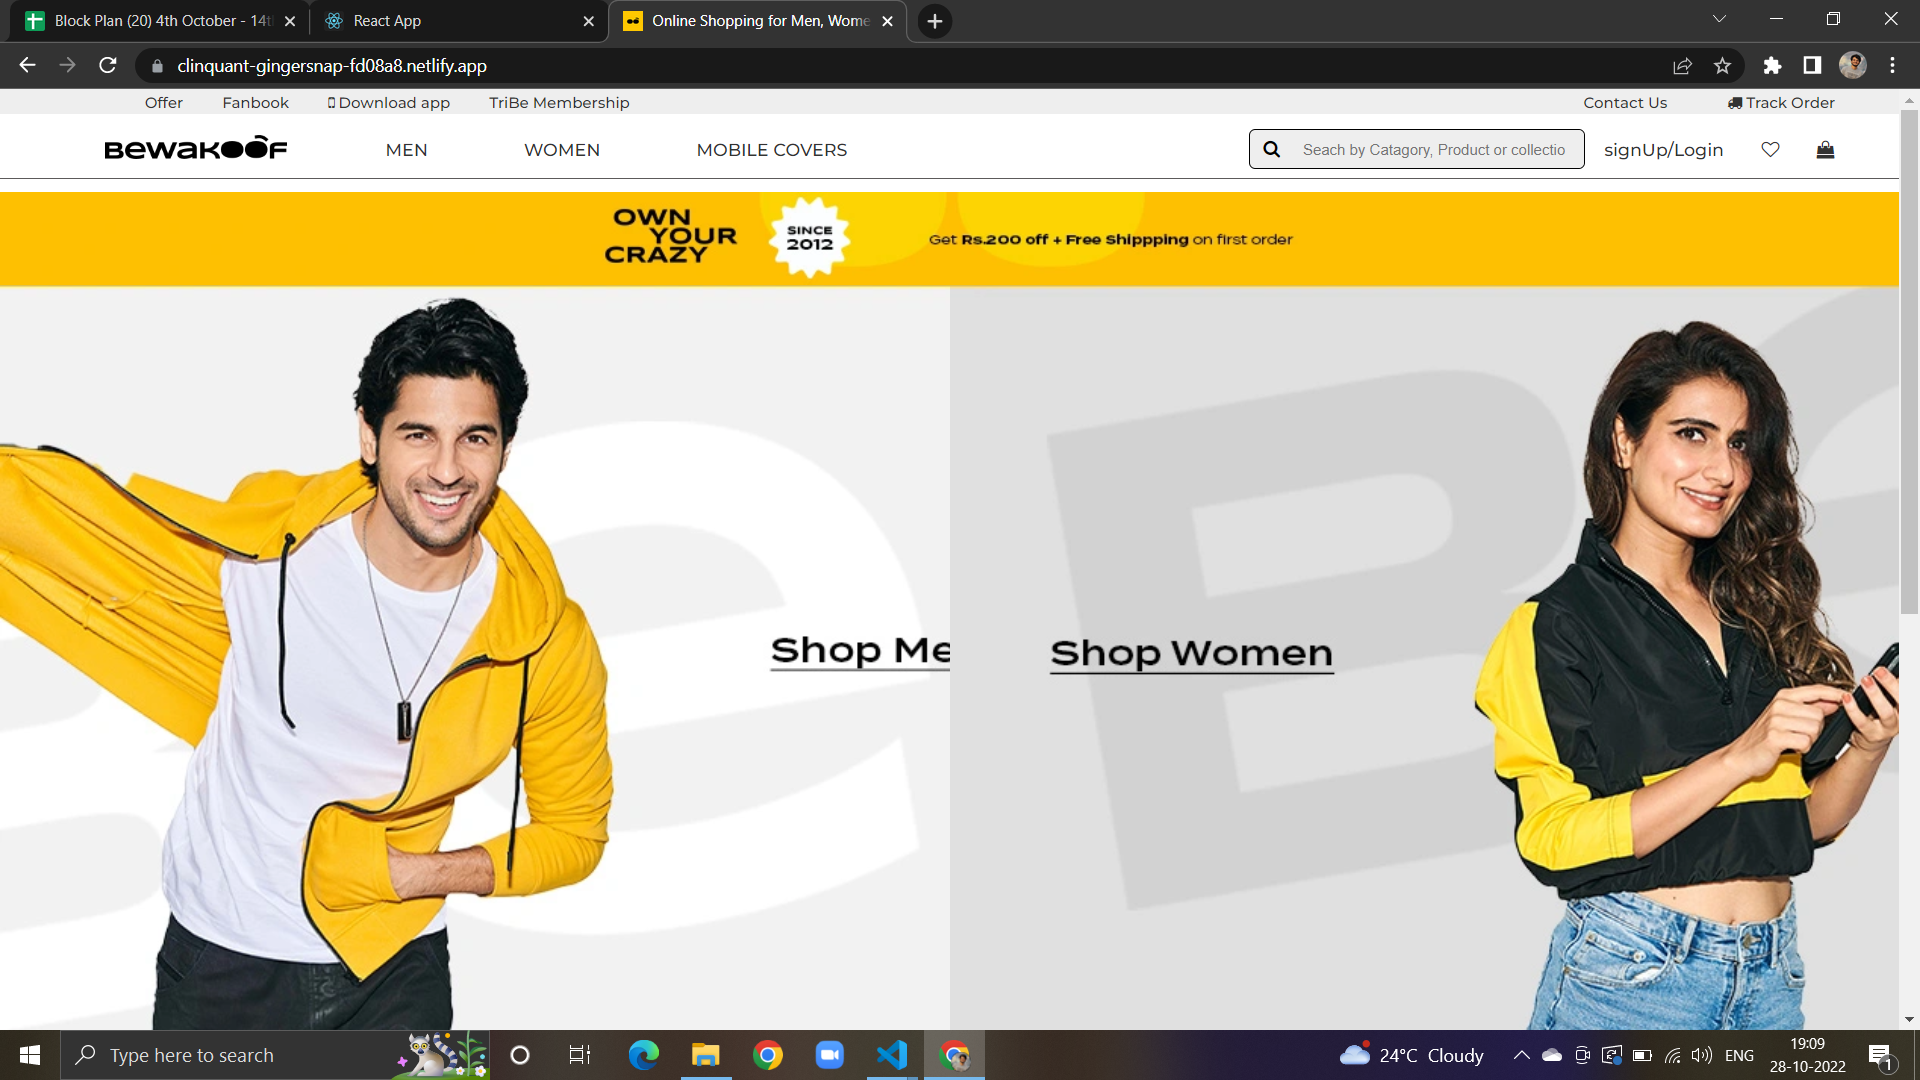 Block Plan (20) 4th October - 14t
React App
Online Shopping for Men, Wome
clinquant-gingersnap-fd08a8.netlify.app
Offer Fanbook Download app TriBe Membership Contact Us Track Order
BEWAKOOF MEN WOMEN MOBILE COVERS Seach by Catagory, Product or collectio signUp/Login
OWN
YOUR
CRAZY
SINCE
2012
Get Rs.200 off + Free Shippping on first order
Shop Me
Shop Women
Type here to search
24°C Cloudy
ENG
19:09
28-10-2022
1